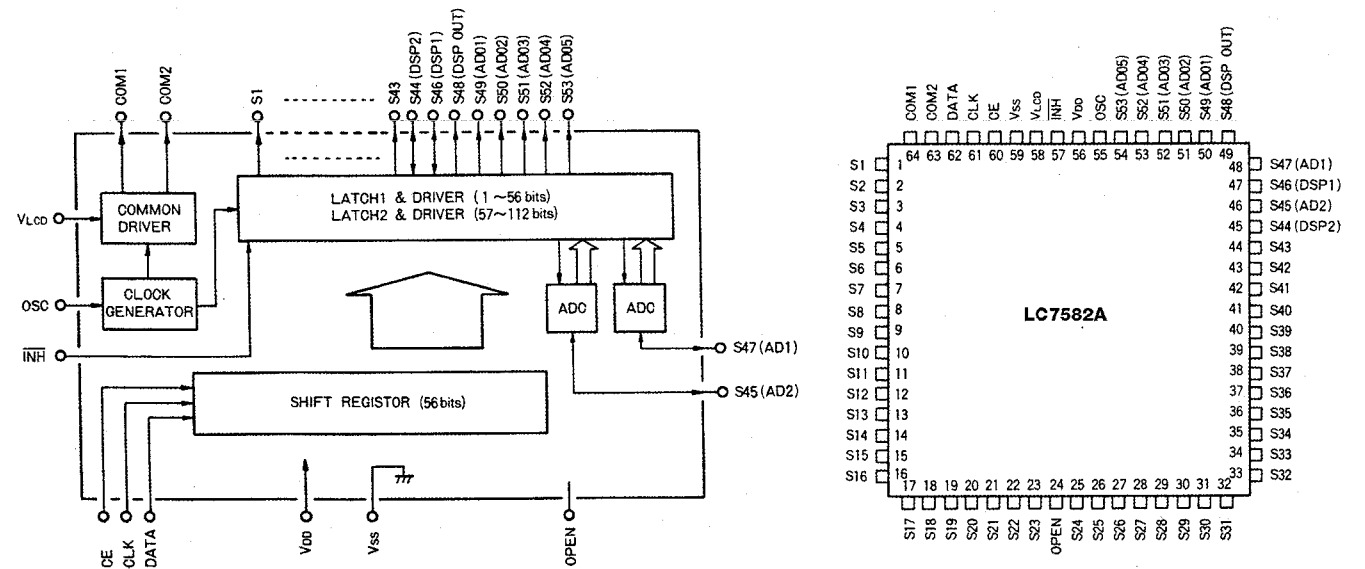 COM1
COM2
S1
S43
S44 (DSP2)
S46 (DSP1)
S48 (DSP OUT)
S49 (AD01)
S50 (AD02)
S51 (AD03)
S52 (AD04)
S53 (AD05)
VLCD
COMMON
DRIVER
LATCH1 & DRIVER (1~56 bits)
LATCH2 & DRIVER (57~112 bits)
OSC
CLOCK
GENERATOR
ADC
ADC
INH
S47 (AD1)
S45 (AD2)
SHIFT REGISTOR (56 bits)
CE
CLK
DATA
VDD
VSS
OPEN
COM1
COM2
DATA
CLK
CE
VSS
VLCD
INH
VDD
OSC
S53 (AD05)
S52 (AD04)
S51 (AD03)
S50 (AD02)
S49 (AD01)
S48 (DSP OUT)
64 63 62 61 60 59 58 57 56 55 54 53 52 51 50 49
S1 1 48 S47 (AD1)
S2 2 47 S46 (DSP1)
S3 3 46 S45 (AD2)
S4 4 45 S44 (DSP2)
S5 5 44 S43
S6 6 43 S42
S7 7 42 S41
S8 8 41 S40
S9 9 40 S39
S10 10 39 S38
S11 11 38 S37
S12 12 37 S36
S13 13 36 S35
S14 14 35 S34
S15 15 34 S33
S16 16 33 S32
LC7582A
17 18 19 20 21 22 23 24 25 26 27 28 29 30 31 32
S17
S18
S19
S20
S21
S22
S23
OPEN
S24
S25
S26
S27
S28
S29
S30
S31